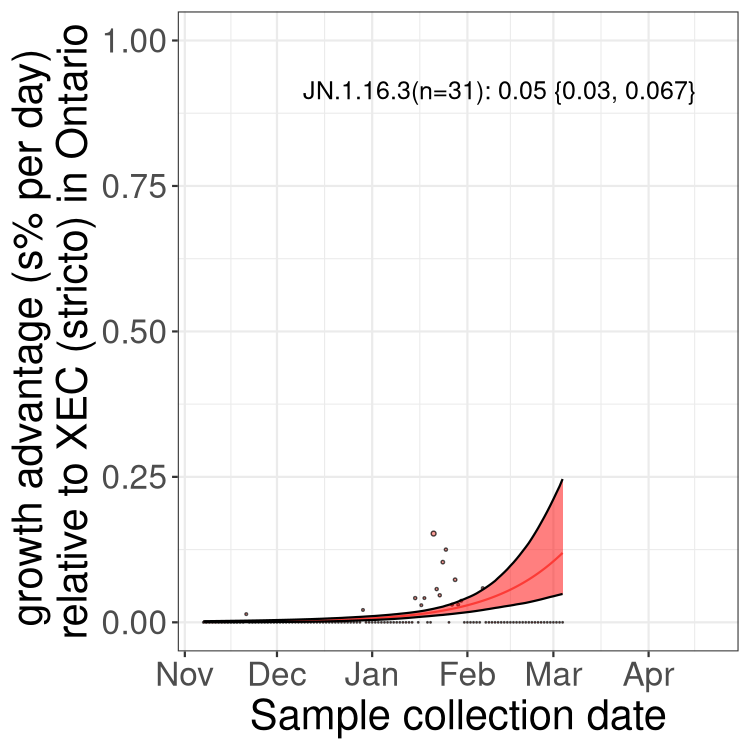 growth advantage (s% per day)
relative to XEC (stricto) in Ontario
1.00
0.75
0.50
0.25
0.00
JN.1.16.3(n=31): 0.05 {0.03, 0.067}
Nov Dec Jan Feb Mar Apr
Sample collection date